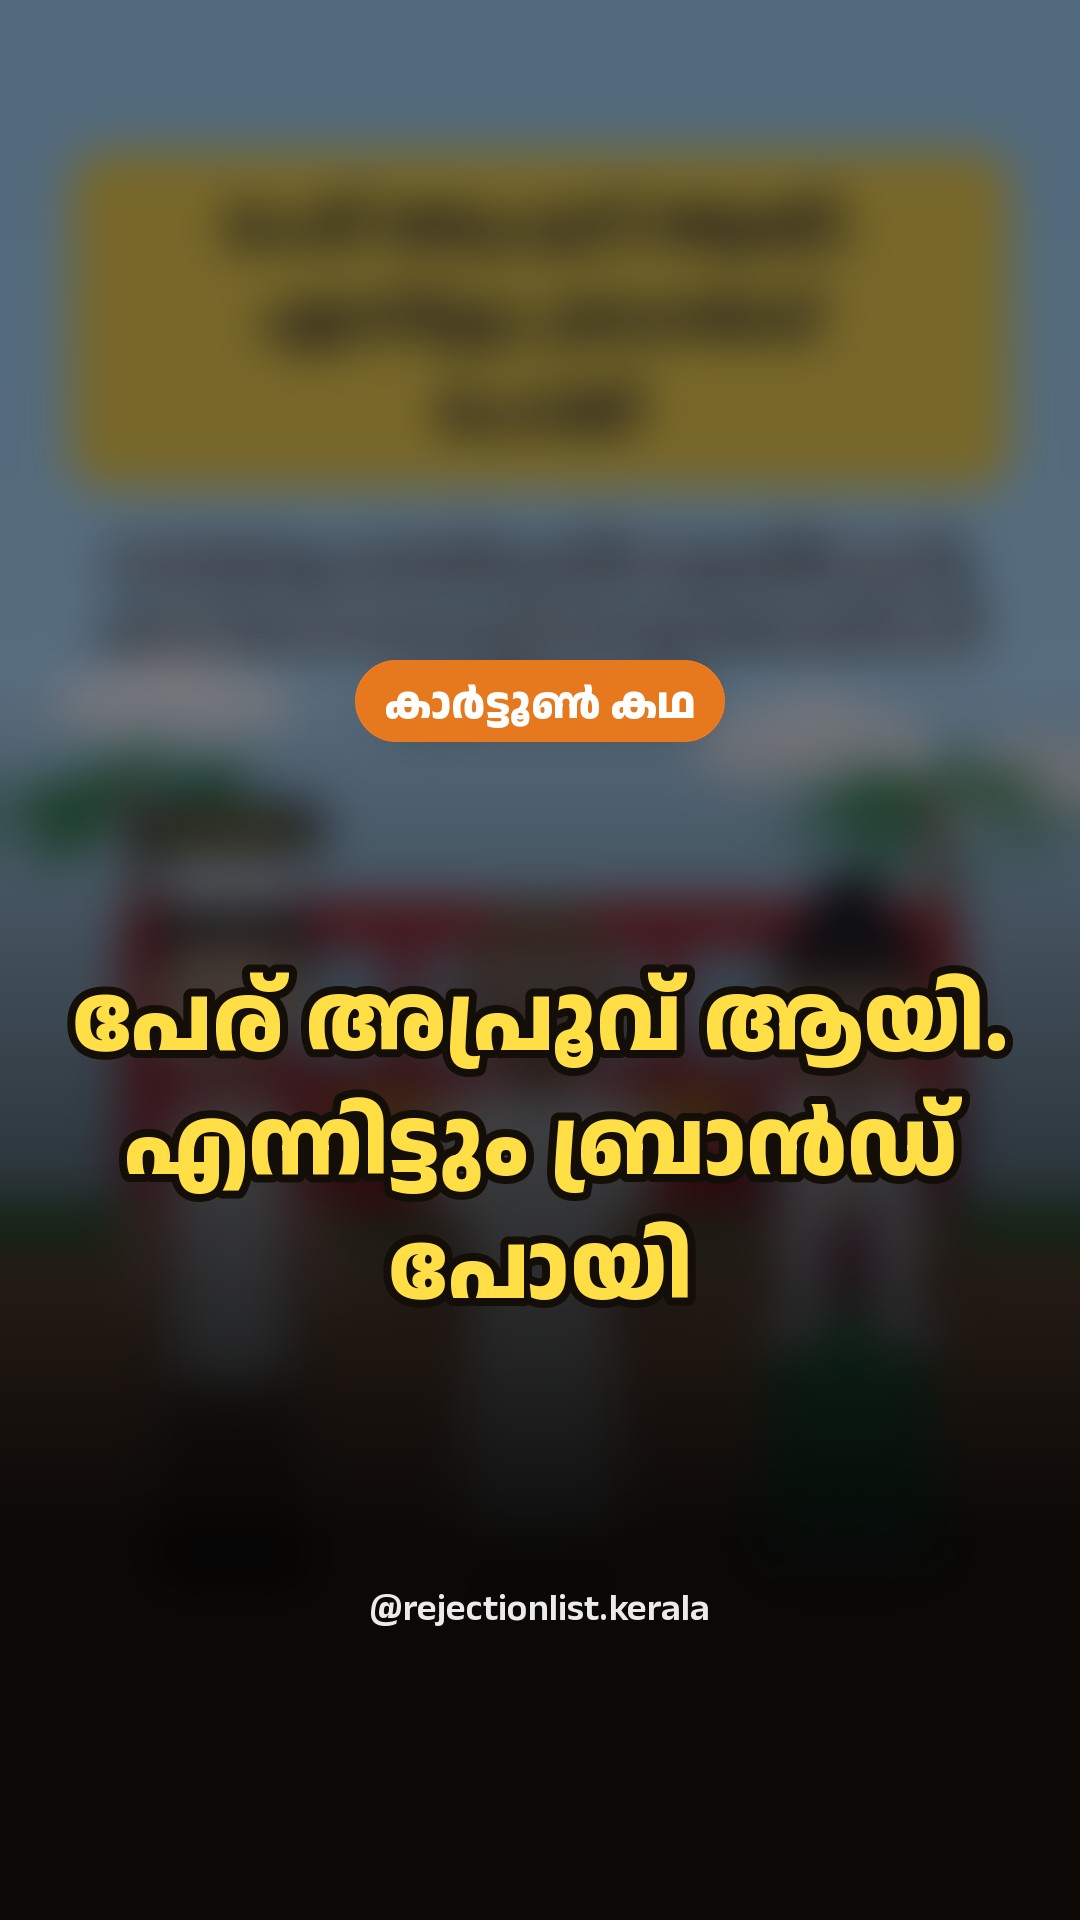 കാർട്ടൂൺ കഥ
പേര് അപ്രൂവ് ആയി.
എന്നിട്ടും ബ്രാൻഡ്
പോയി
@rejectionlist.kerala